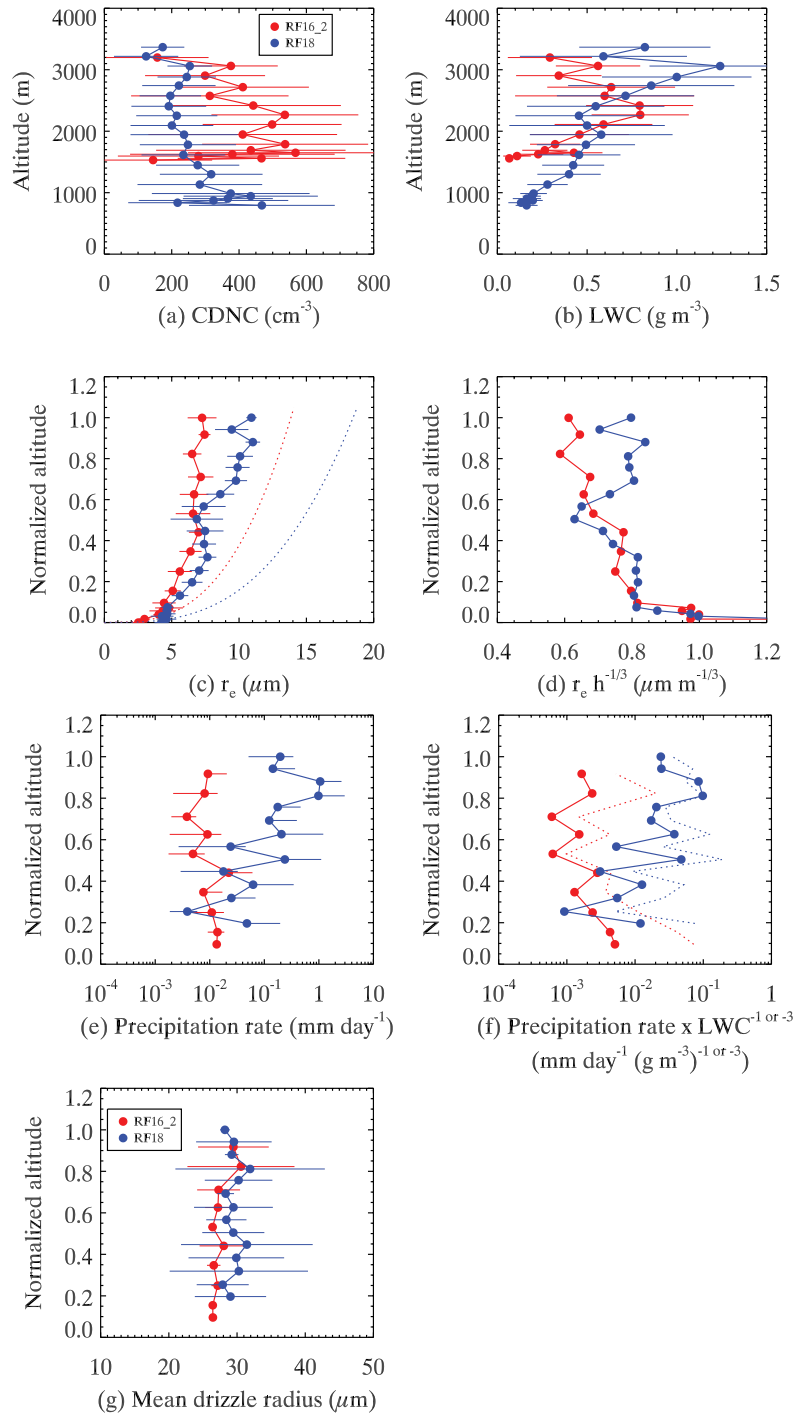 4000
3000
2000
1000
0
Altitude (m)
RF16_2
RF18
0 200 400 600 800
(a) CDNC (cm⁻³)
4000
3000
2000
1000
0
Altitude (m)
0.0 0.5 1.0 1.5
(b) LWC (g m⁻³)
1.2
1.0
0.8
0.6
0.4
0.2
0.0
Normalized altitude
0 5 10 15 20
(c) rₑ (μm)
1.2
1.0
0.8
0.6
0.4
0.2
0.0
Normalized altitude
0.4 0.6 0.8 1.0 1.2
(d) rₑ h⁻¹/³ (μm m⁻¹/³)
1.2
1.0
0.8
0.6
0.4
0.2
0.0
Normalized altitude
10⁻⁴ 10⁻³ 10⁻² 10⁻¹ 1 10
(e) Precipitation rate (mm day⁻¹)
1.2
1.0
0.8
0.6
0.4
0.2
0.0
Normalized altitude
10⁻⁴ 10⁻³ 10⁻² 10⁻¹ 1
(f) Precipitation rate x LWC⁻¹ ᵒʳ ⁻³
(mm day⁻¹ (g m⁻³)⁻¹ ᵒʳ ⁻³)
1.2
1.0
0.8
0.6
0.4
0.2
0.0
Normalized altitude
RF16_2
RF18
10 20 30 40 50
(g) Mean drizzle radius (μm)